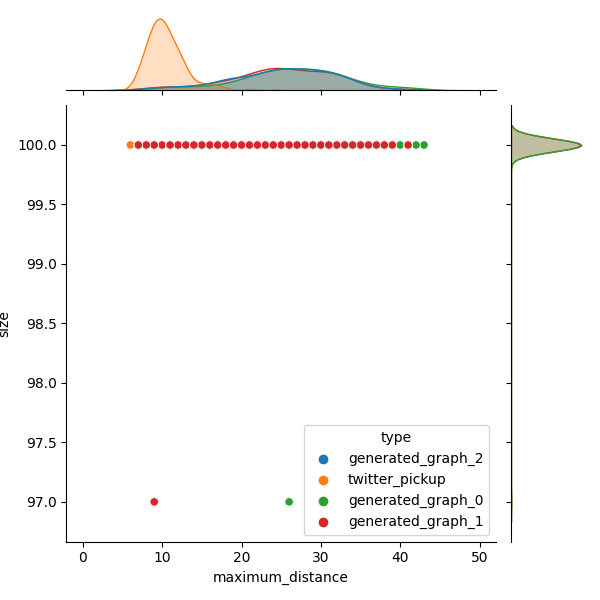 100.0
99.5
99.0
98.5
98.0
97.5
97.0
size
0 10 20 30 40 50
maximum_distance
type
generated_graph_2
twitter_pickup
generated_graph_0
generated_graph_1